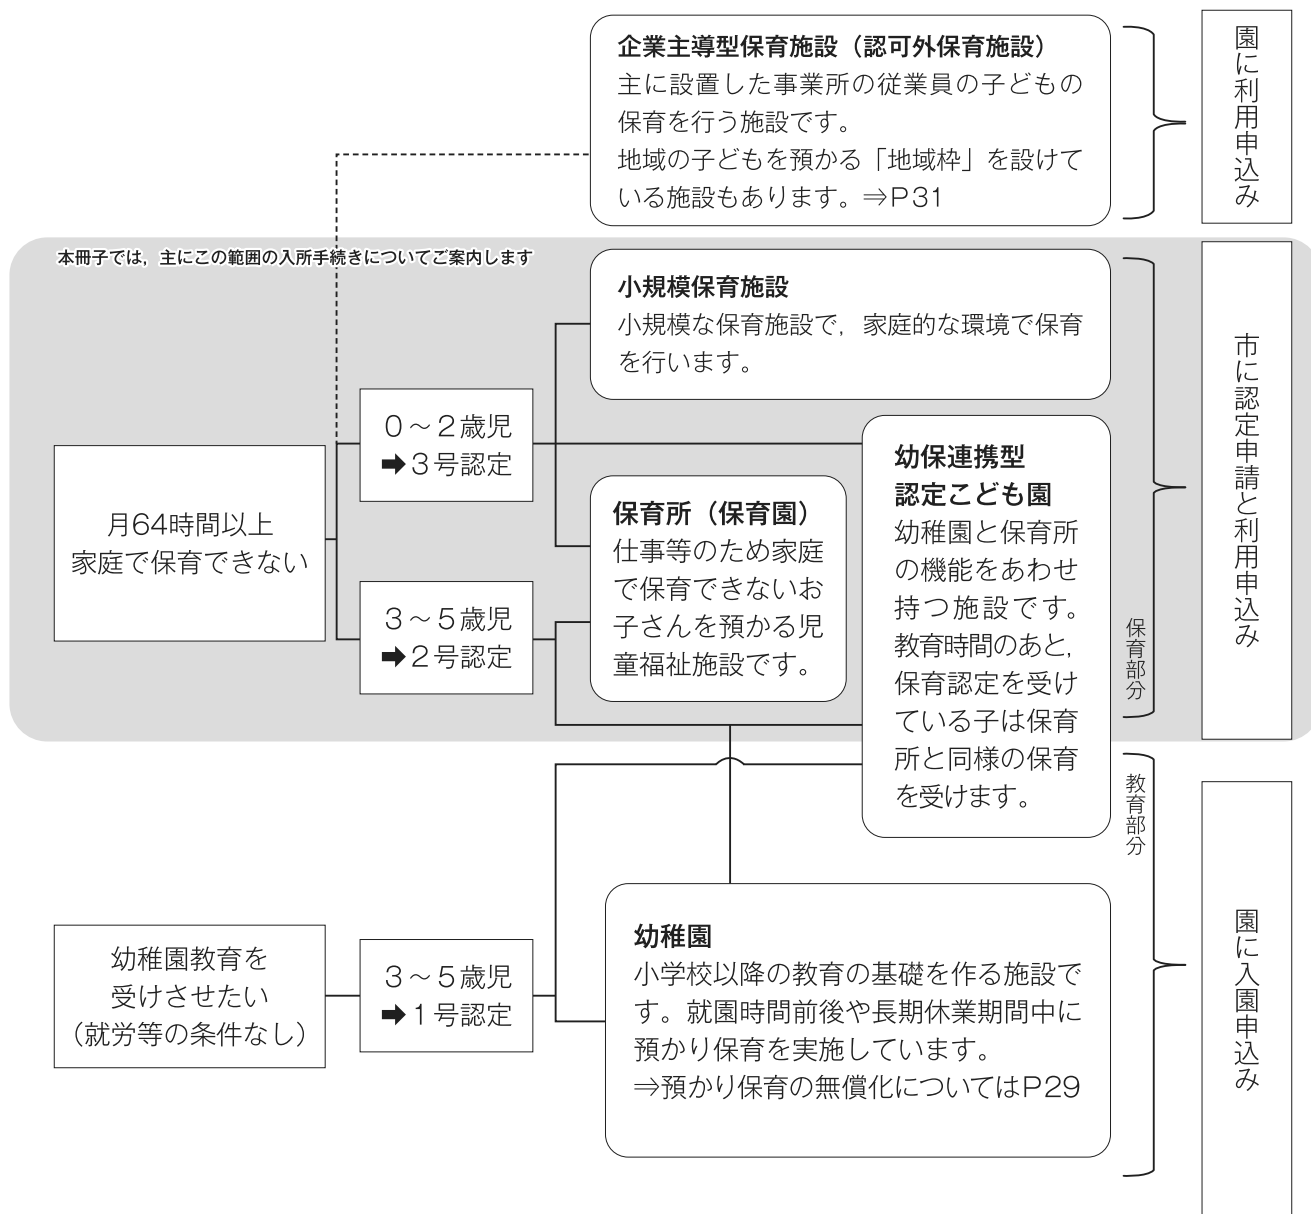 企業主導型保育施設（認可外保育施設）
主に設置した事業所の従業員の子どもの
保育を行う施設です。
地域の子どもを預かる「地域枠」を設けて
いる施設もあります。⇒P31
園に利用申込み
本冊子では，主にこの範囲の入所手続きについてご案内します
小規模保育施設
小規模な保育施設で，家庭的な環境で保育
を行います。
市に認定申請と利用申込み
月64時間以上
家庭で保育できない
0～2歳児
➡3号認定
3～5歳児
➡2号認定
保育所（保育園）
仕事等のため家庭
で保育できないお
子さんを預かる児
童福祉施設です。
幼保連携型
認定こども園
幼稚園と保育所
の機能をあわせ
持つ施設です。
教育時間のあと，
保育認定を受け
ている子は保育
所と同様の保育
を受けます。
保育部分
教育部分
幼稚園教育を
受けさせたい
（就労等の条件なし）
3～5歳児
➡1号認定
幼稚園
小学校以降の教育の基礎を作る施設で
す。就園時間前後や長期休業期間中に
預かり保育を実施しています。
⇒預かり保育の無償化についてはP29
園に入園申込み